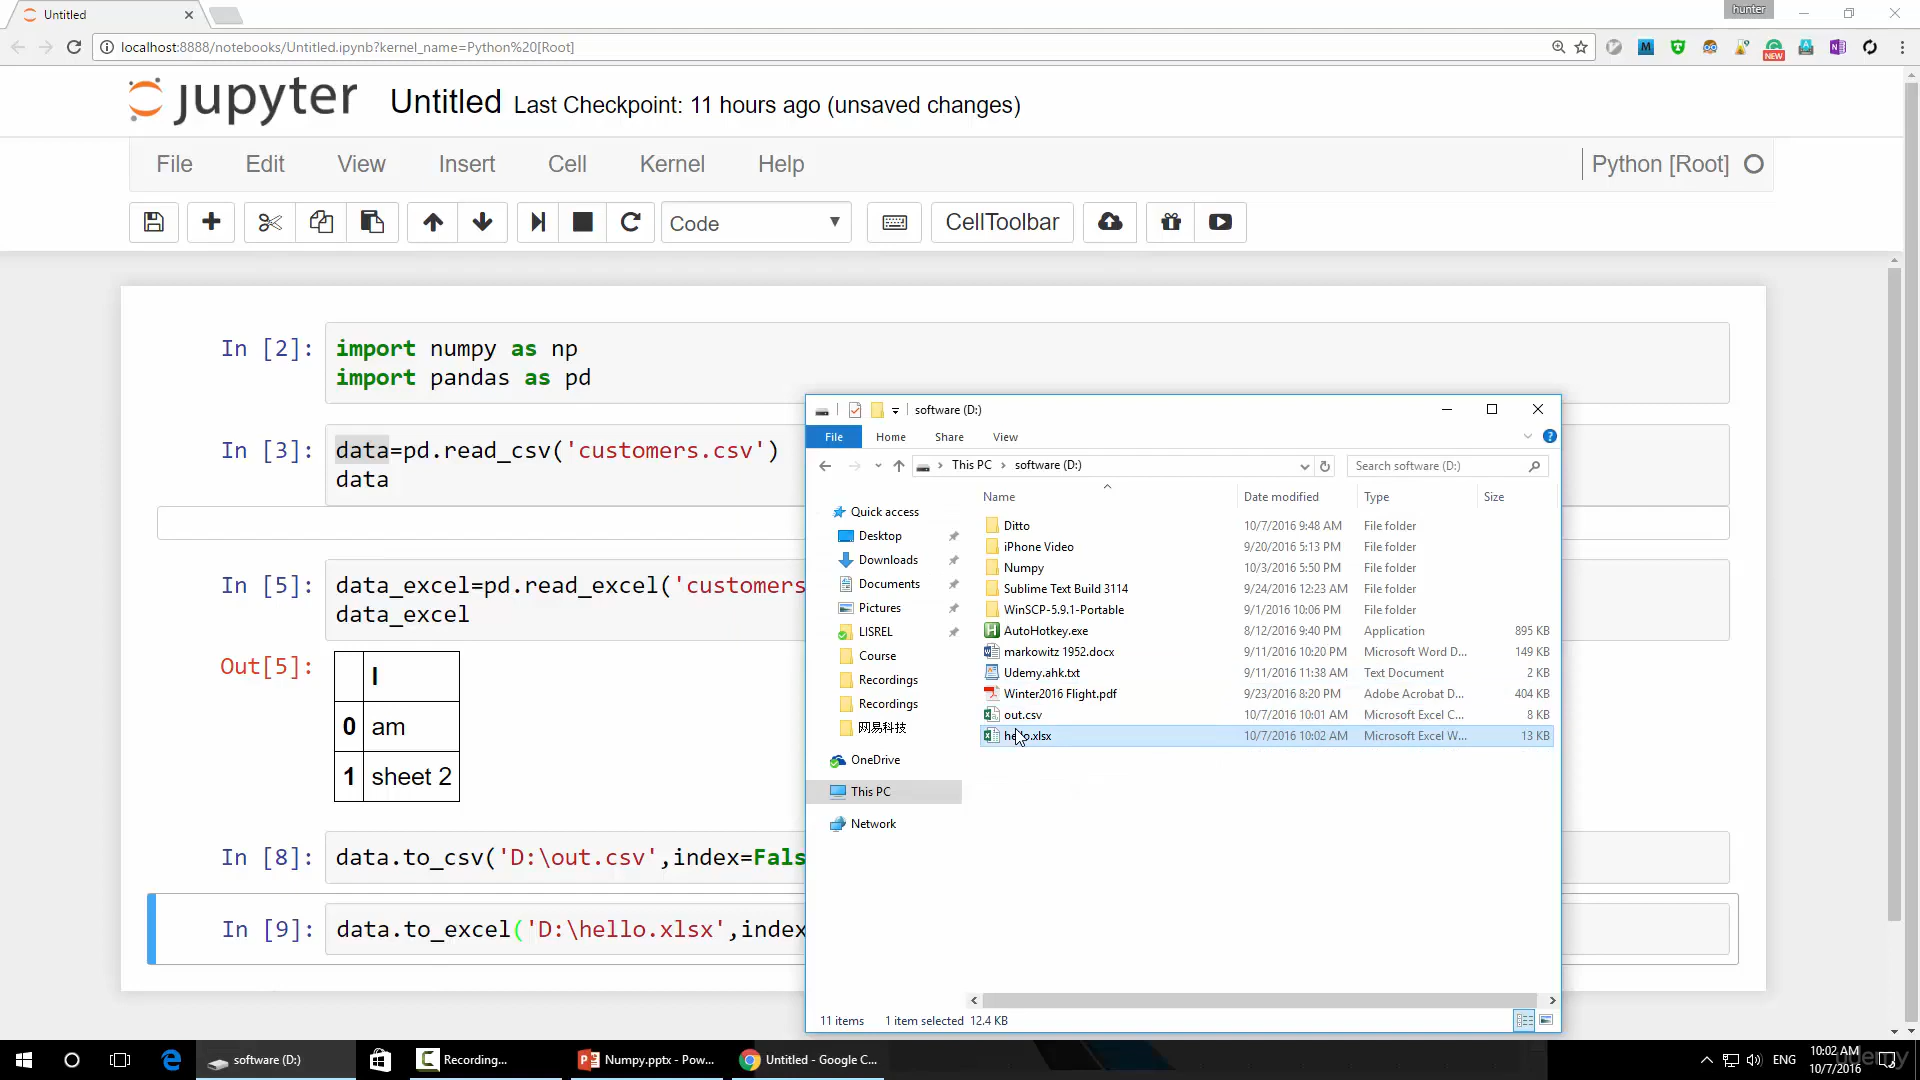 Untitled
hunter
localhost:8888/notebooks/Untitled.ipynb?kernel_name=Python%20[Root]
NEW
jupyter Untitled Last Checkpoint: 11 hours ago (unsaved changes)
File Edit View Insert Cell Kernel Help Python [Root]
Code CellToolbar
In [2]: import numpy as np
import pandas as pd
In [3]: data=pd.read_csv('customers.csv')
data
In [5]: data_excel=pd.read_excel('customers
data_excel
Out[5]:
I
0 am
1 sheet 2
In [8]: data.to_csv('D:\out.csv',index=Fals
In [9]: data.to_excel('D:\hello.xlsx',index
software (D:)
File Home Share View
This PC software (D:) Search software (D:)
Name Date modified Type Size
Quick access
Desktop
Downloads
Documents
Pictures
LISREL
Course
Recordings
Recordings
网易科技
OneDrive
This PC
Network
Ditto 10/7/2016 9:48 AM File folder
iPhone Video 9/20/2016 5:13 PM File folder
Numpy 10/3/2016 5:50 PM File folder
Sublime Text Build 3114 9/24/2016 12:23 AM File folder
WinSCP-5.9.1-Portable 9/1/2016 10:06 PM File folder
AutoHotkey.exe 8/12/2016 9:40 PM Application 895 KB
markowitz 1952.docx 9/11/2016 10:20 PM Microsoft Word D... 149 KB
Udemy.ahk.txt 9/11/2016 11:38 AM Text Document 2 KB
Winter2016 Flight.pdf 9/23/2016 8:20 PM Adobe Acrobat D... 404 KB
out.csv 10/7/2016 10:01 AM Microsoft Excel C... 8 KB
hello.xlsx 10/7/2016 10:02 AM Microsoft Excel W... 13 KB
11 items 1 item selected 12.4 KB
software (D:) Recording... Numpy.pptx - Pow... Untitled - Google C... ENG 10:02 AM
10/7/2016
udemy